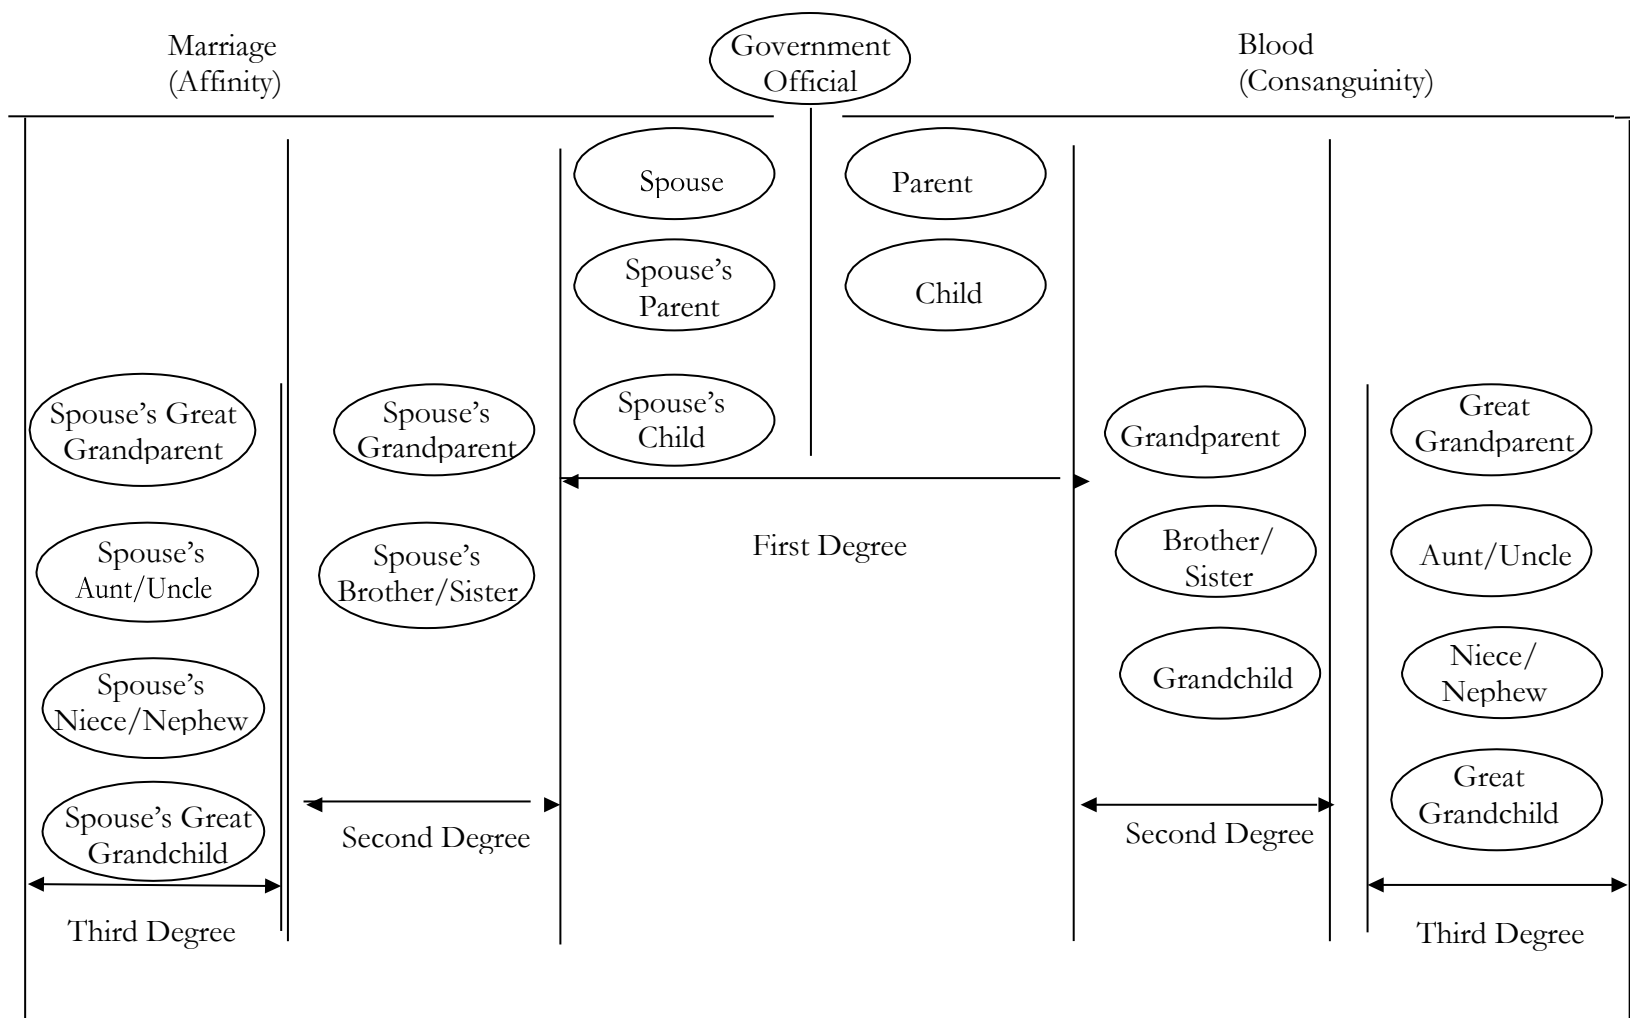 Marriage
(Affinity)
Government
Official
Blood
(Consanguinity)
Spouse
Parent
Spouse’s
Parent
Child
Spouse’s Great
Grandparent
Spouse’s
Grandparent
Spouse’s
Child
Grandparent
Great
Grandparent
First Degree
Spouse’s
Aunt/Uncle
Spouse’s
Brother/Sister
Brother/
Sister
Aunt/Uncle
Spouse’s
Niece/Nephew
Grandchild
Niece/
Nephew
Spouse’s Great
Grandchild
Second Degree
Second Degree
Great
Grandchild
Third Degree
Third Degree